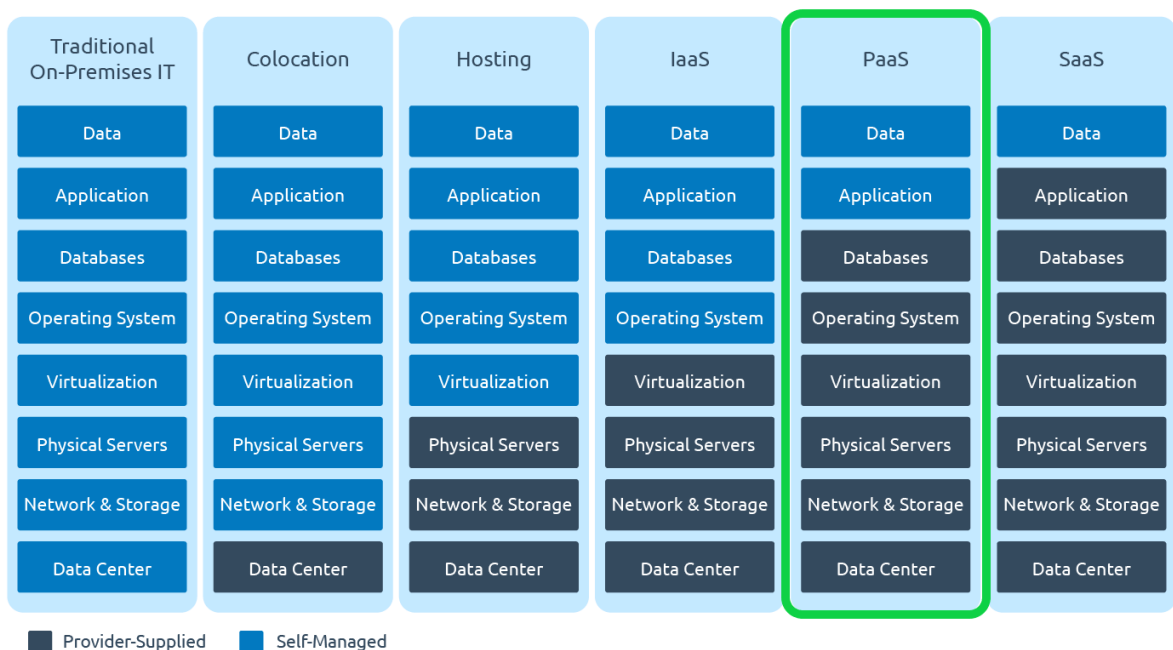 Traditional
On-Premises IT
Colocation
Hosting
IaaS
PaaS
SaaS
Data
Data
Data
Data
Data
Data
Application
Application
Application
Application
Application
Application
Databases
Databases
Databases
Databases
Databases
Databases
Operating System
Operating System
Operating System
Operating System
Operating System
Operating System
Virtualization
Virtualization
Virtualization
Virtualization
Virtualization
Virtualization
Physical Servers
Physical Servers
Physical Servers
Physical Servers
Physical Servers
Physical Servers
Network & Storage
Network & Storage
Network & Storage
Network & Storage
Network & Storage
Network & Storage
Data Center
Data Center
Data Center
Data Center
Data Center
Data Center
Provider-Supplied
Self-Managed